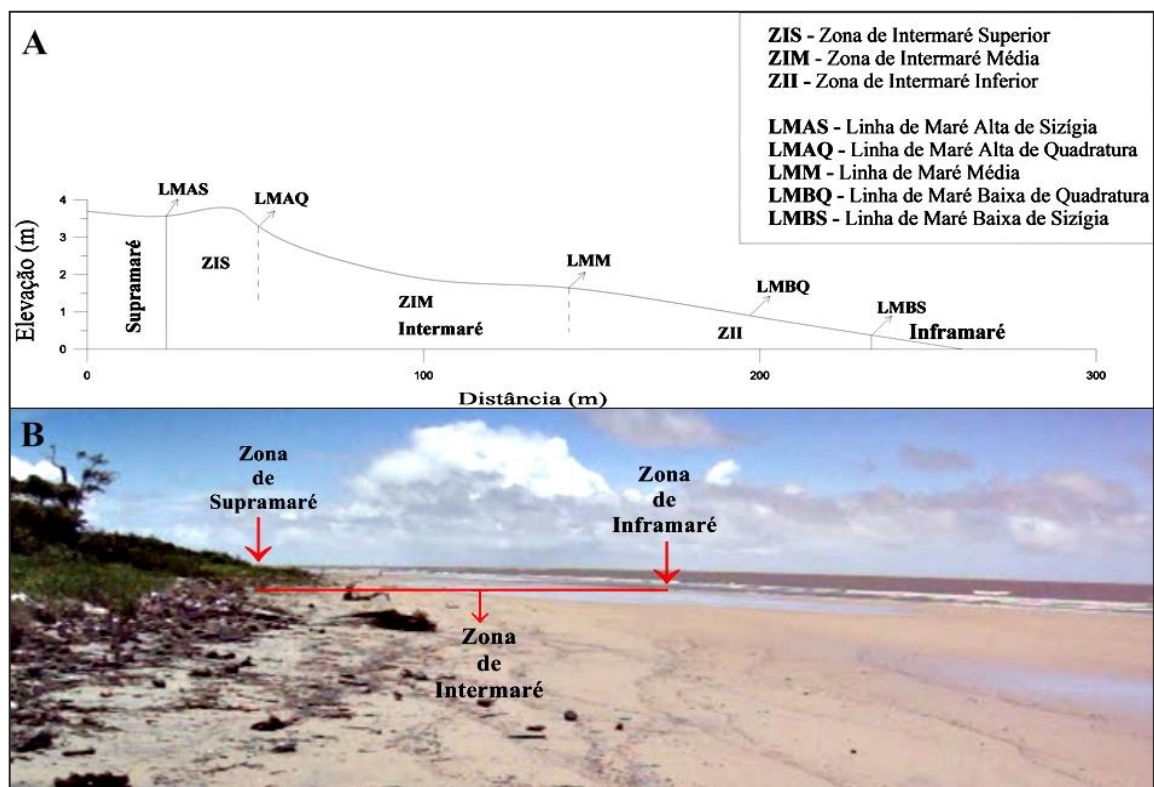 A
ZIS - Zona de Intermaré Superior
ZIM - Zona de Intermaré Média
ZII - Zona de Intermaré Inferior
LMAS - Linha de Maré Alta de Sizígia
LMAQ - Linha de Maré Alta de Quadratura
LMM - Linha de Maré Média
LMBQ - Linha de Maré Baixa de Quadratura
LMBS - Linha de Maré Baixa de Sizígia
Elevação (m)
4
3
2
1
0
LMAS
LMAQ
LMM
LMBQ
LMBS
Supramaré
ZIS
ZIM
Intermaré
ZII
Inframaré
0
100
200
300
Distância (m)
B
Zona
de
Supramaré
Zona
de
Inframaré
Zona
de
Intermaré